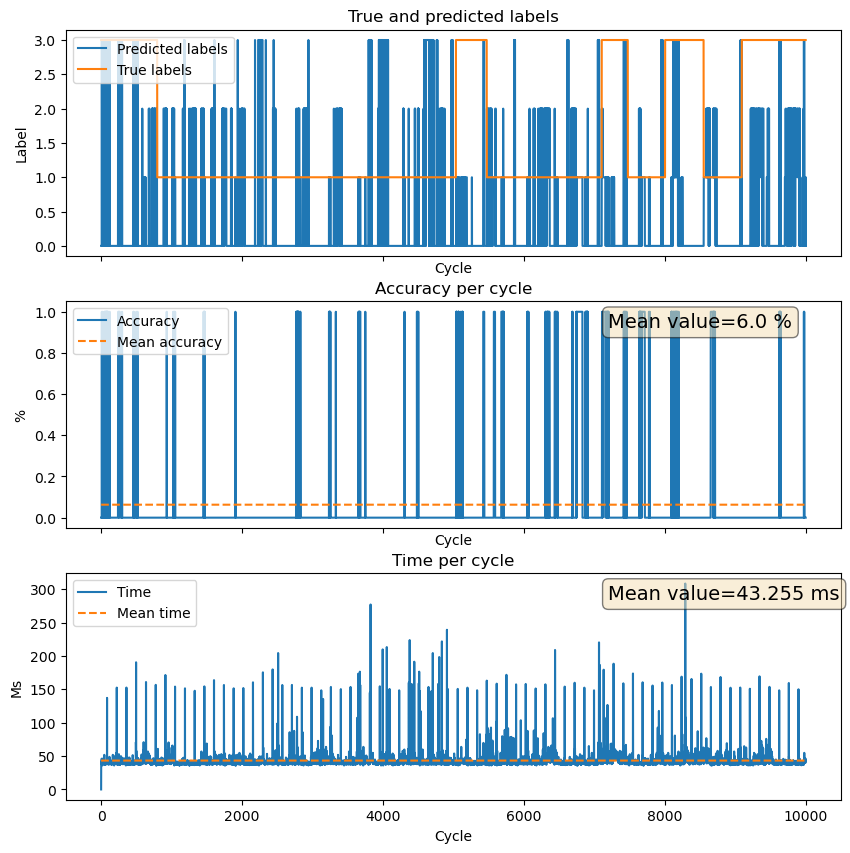 True and predicted labels
3.0
2.5
2.0
1.5
1.0
0.5
0.0
Label
Predicted labels
True labels
Cycle
Accuracy per cycle
1.0
0.8
0.6
0.4
0.2
0.0
%
Accuracy
Mean accuracy
Mean value=6.0 %
Cycle
Time per cycle
300
250
200
150
100
50
0
Ms
Time
Mean time
Mean value=43.255 ms
0 2000 4000 6000 8000 10000
Cycle